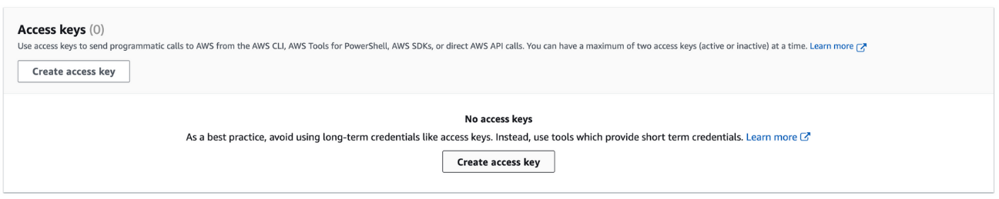 Access keys (0)
Use access keys to send programmatic calls to AWS from the AWS CLI, AWS Tools for PowerShell, AWS SDKs, or direct AWS API calls. You can have a maximum of two access keys (active or inactive) at a time. Learn more
Create access key
No access keys
As a best practice, avoid using long-term credentials like access keys. Instead, use tools which provide short term credentials. Learn more
Create access key